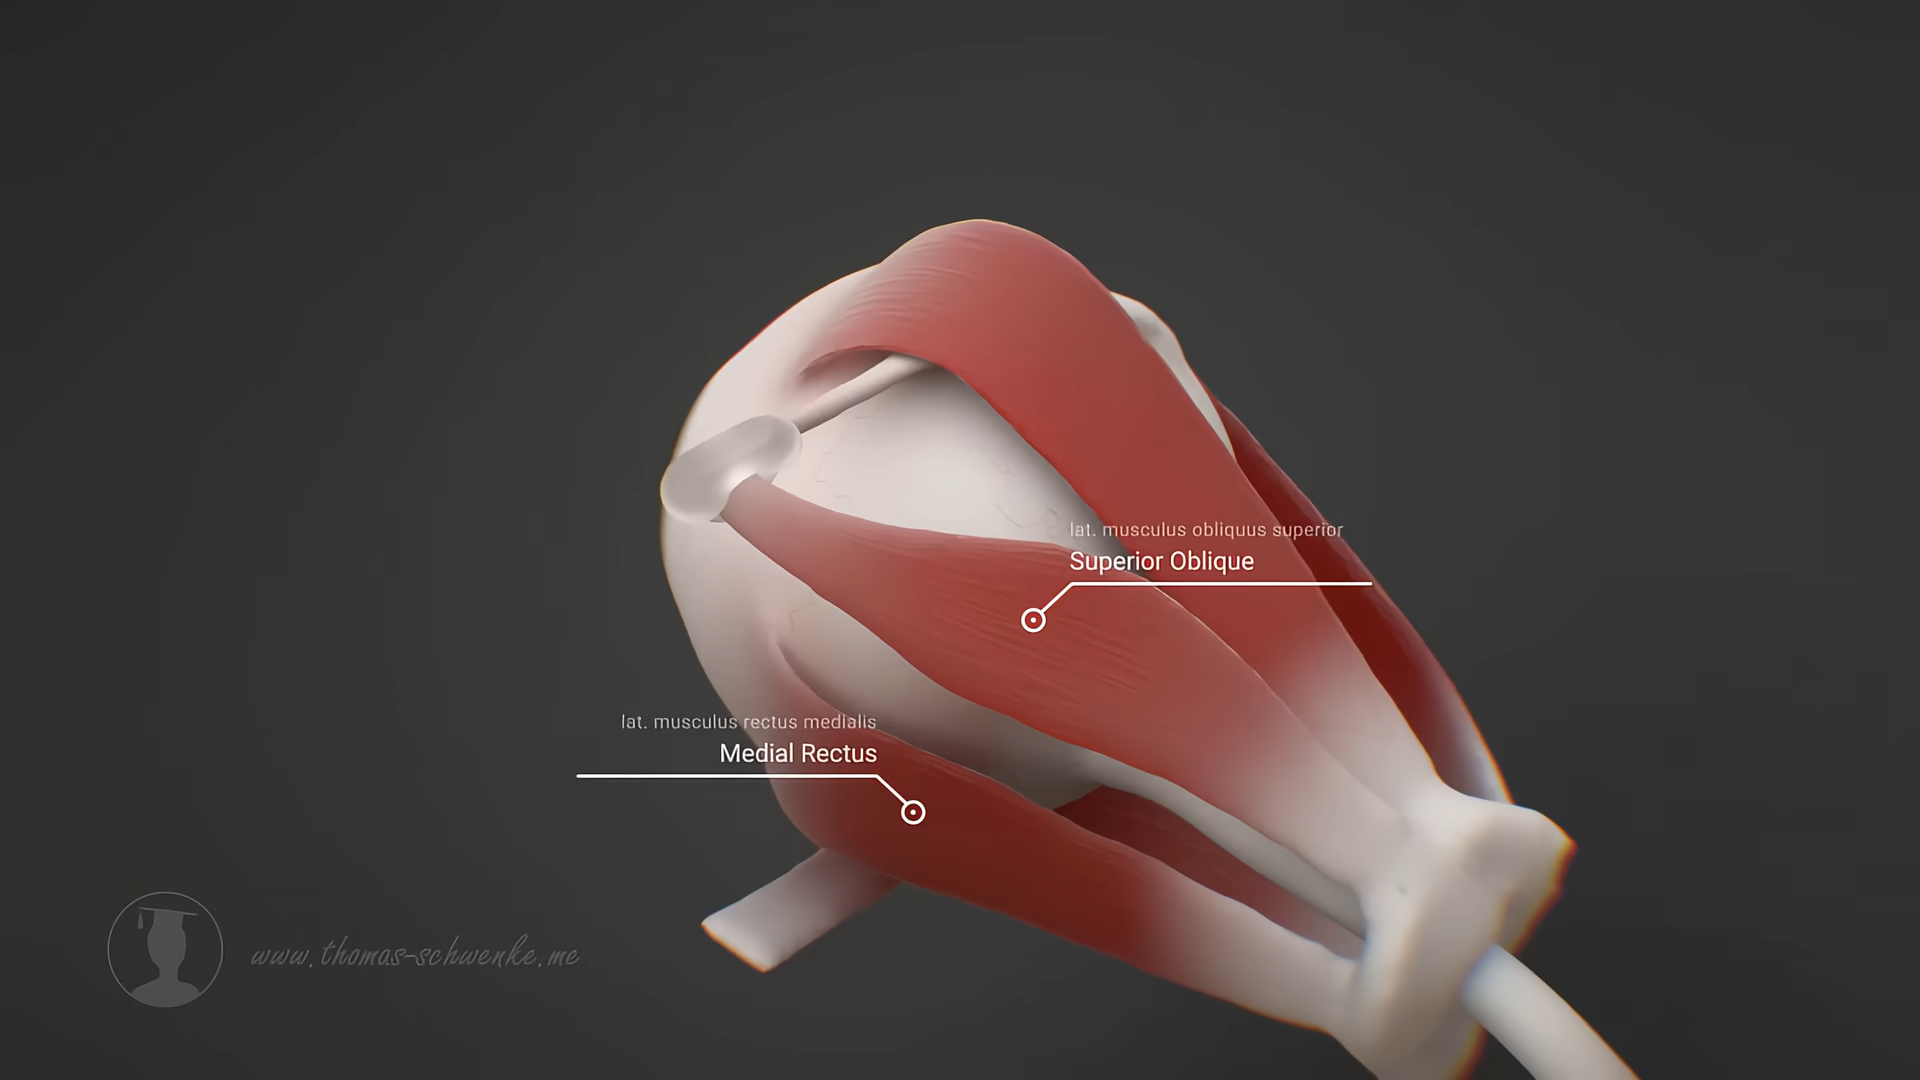 lat. musculus obliquus superior
Superior Oblique
lat. musculus rectus medialis
Medial Rectus
www.thomas-schwenke.me